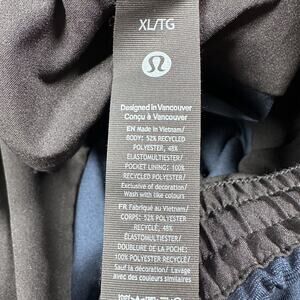 XL/TG
Designed in Vancouver
Conçu à Vancouver
EN Made in Vietnam/
BODY: 52% RECYCLED
POLYESTER, 48%
ELASTOMULTIESTER/
POCKET LINING: 100%
RECYCLED POLYESTER/
Exclusive of decoration/
Wash with like colours
FR Fabriqué au Vietnam/
CORPS: 52% POLYESTER
RECYCLÉ, 48%
ÉLASTOMULTIESTER/
DOUBLURE DE LA POCHE:
100% POLYESTER RECYCLÉ/
Sauf la décoration/ Lavage
avec des couleurs similaires